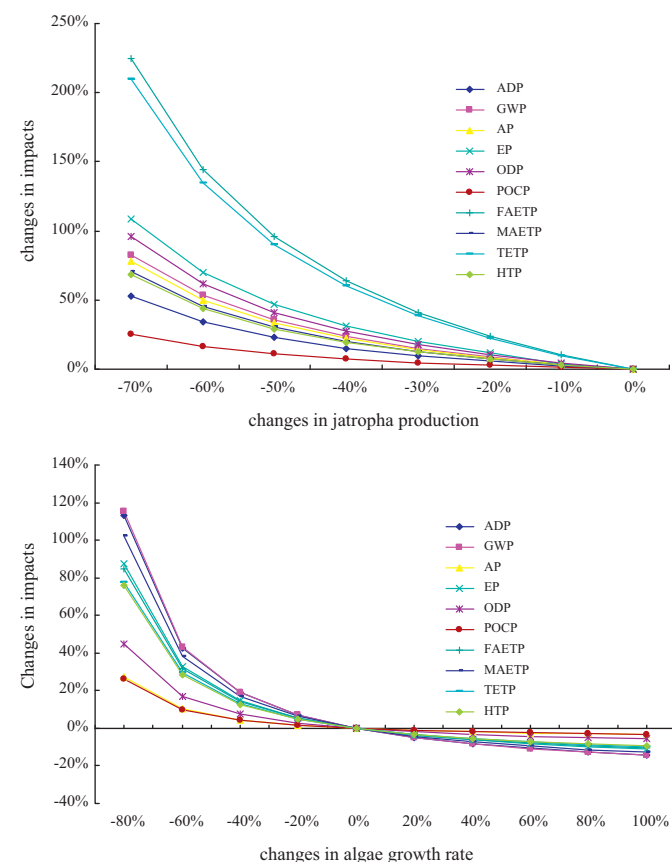 250%
200%
150%
100%
50%
0%
changes in impacts
ADP
GWP
AP
EP
ODP
POCP
FAETP
MAETP
TETP
HTP
-70% -60% -50% -40% -30% -20% -10% 0%
changes in jatropha production
140%
120%
100%
80%
60%
40%
20%
0%
-20%
-40%
Changes in impacts
ADP
GWP
AP
EP
ODP
POCP
FAETP
MAETP
TETP
HTP
-80% -60% -40% -20% 0% 20% 40% 60% 80% 100%
changes in algae growth rate